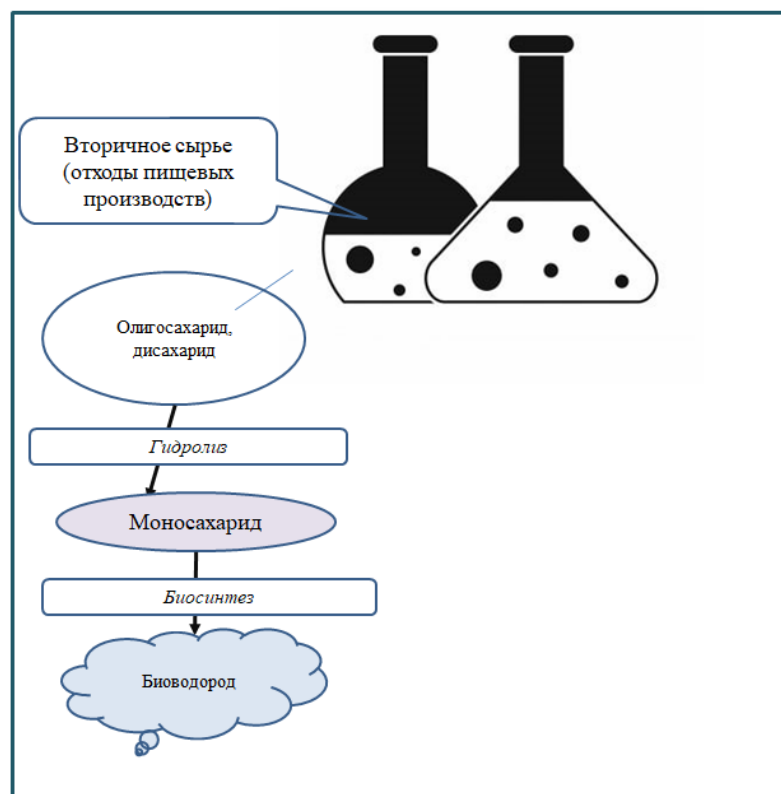 Вторичное сырье
(отходы пищевых
производств)
Олигосахарид,
дисахарид
Гидролиз
Моносахарид
Биосинтез
Биоводород